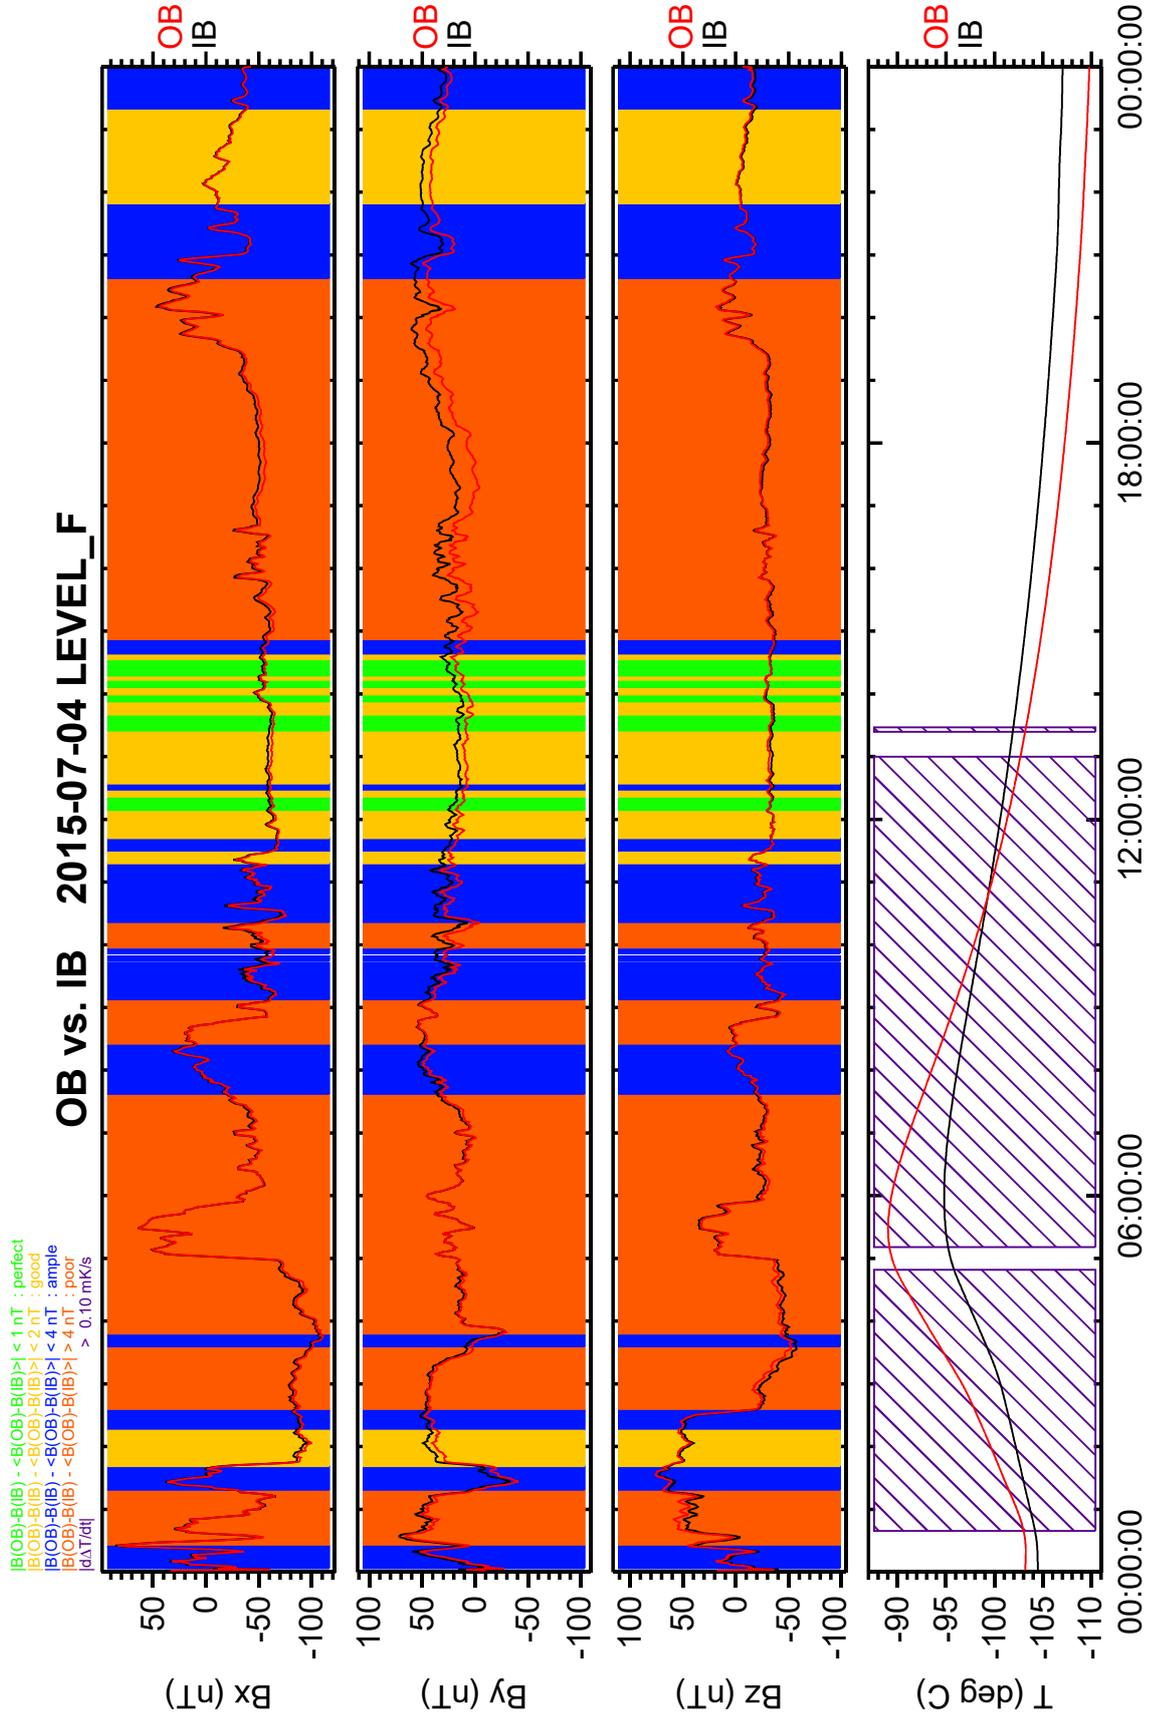 OB vs. IB 2015-07-04 LEVEL_F
|B(OB)-B(IB) - <B(OB)-B(IB)>| < 1 nT : perfect
|B(OB)-B(IB) - <B(OB)-B(IB)>| < 2 nT : good
|B(OB)-B(IB) - <B(OB)-B(IB)>| < 4 nT : ample
|B(OB)-B(IB) - <B(OB)-B(IB)>| > 4 nT : poor
|dΔT/dt| > 0.10 mK/s
Bx (nT)
50
0
-50
-100
OB
IB
By (nT)
100
50
0
-50
-100
OB
IB
Bz (nT)
100
50
0
-50
-100
OB
IB
T (deg C)
-90
-95
-100
-105
-110
OB
IB
00:00:00
06:00:00
12:00:00
18:00:00
00:00:00